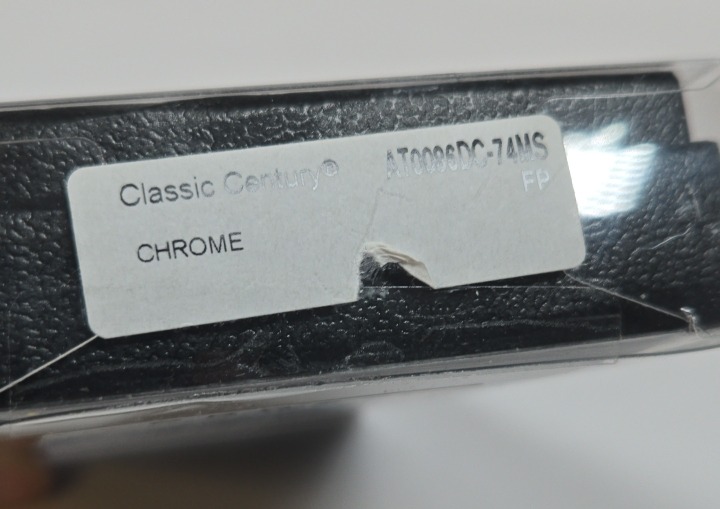 Classic Century® AT0086DC-74MS
FP
CHROME